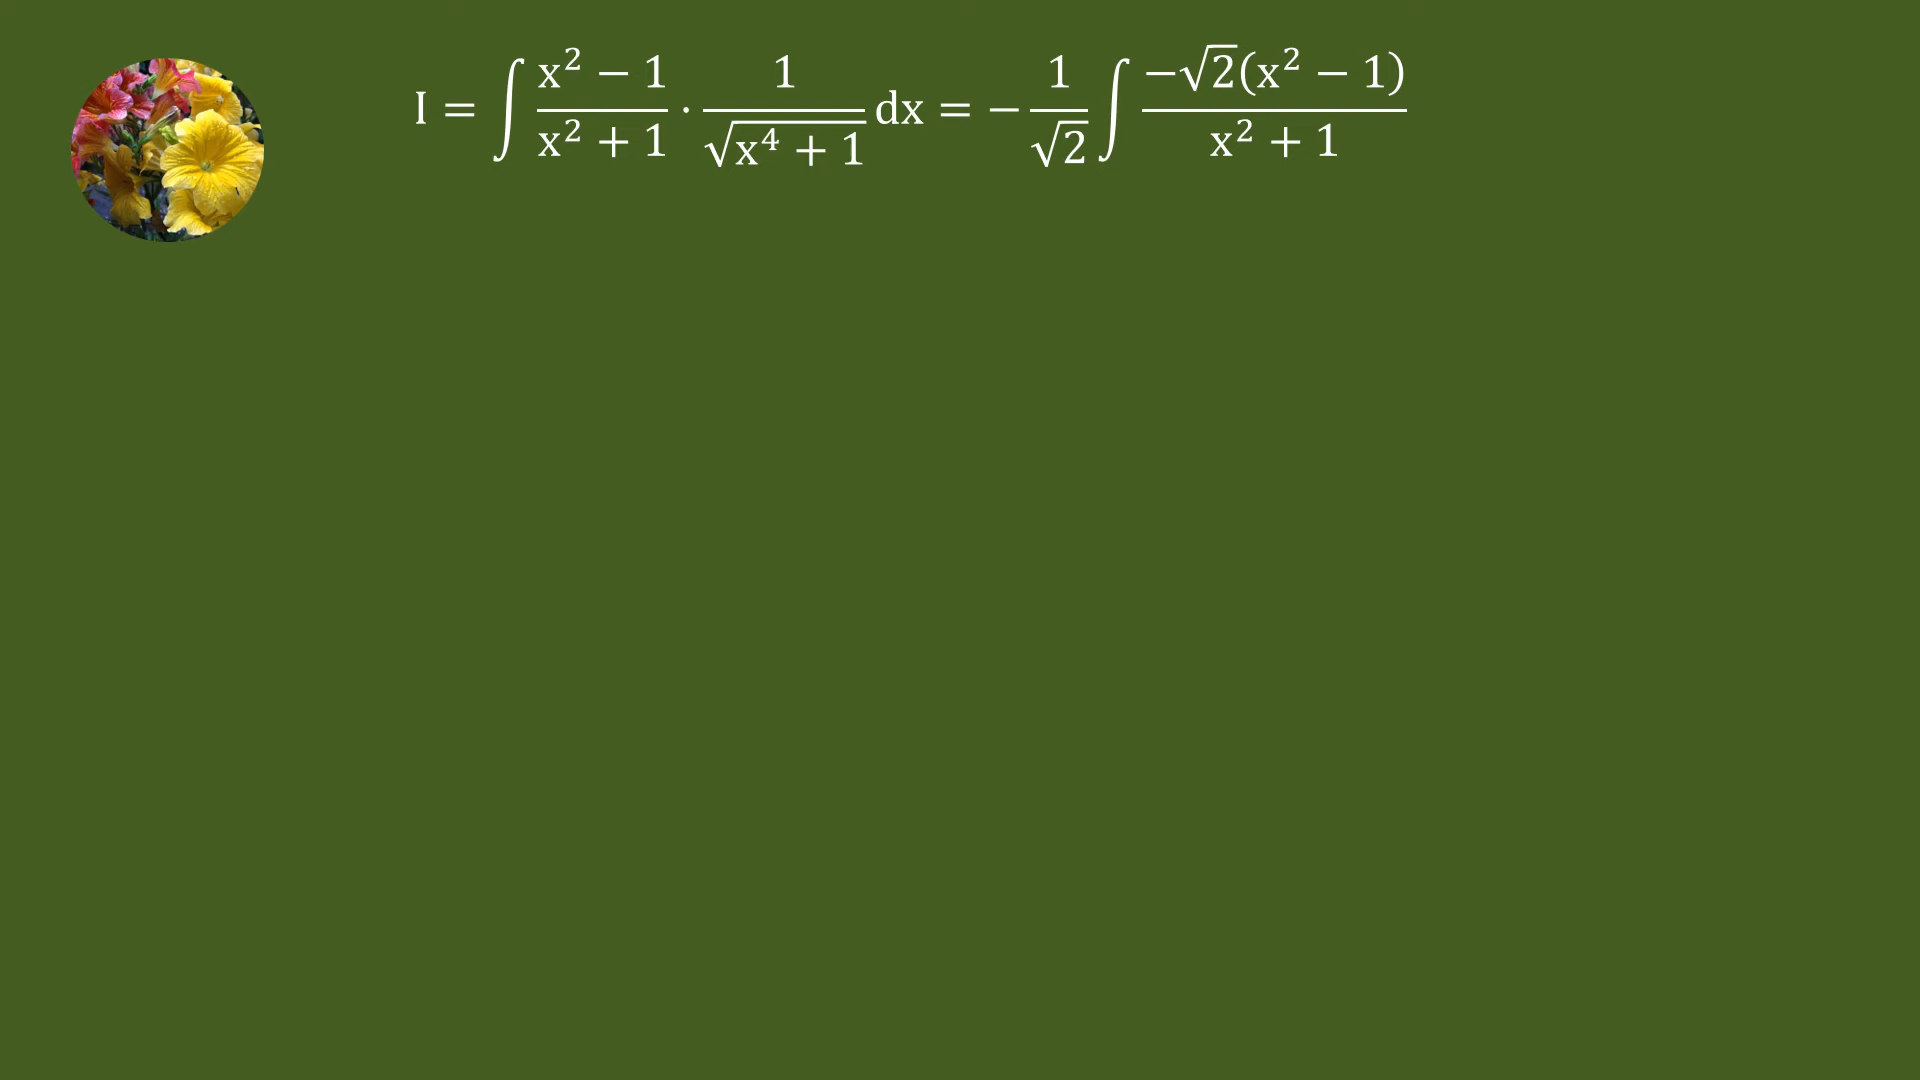 I = ∫ (x² − 1)/(x² + 1) · 1/√(x⁴ + 1) dx = − 1/√2 ∫ −√2(x² − 1)/(x² + 1)